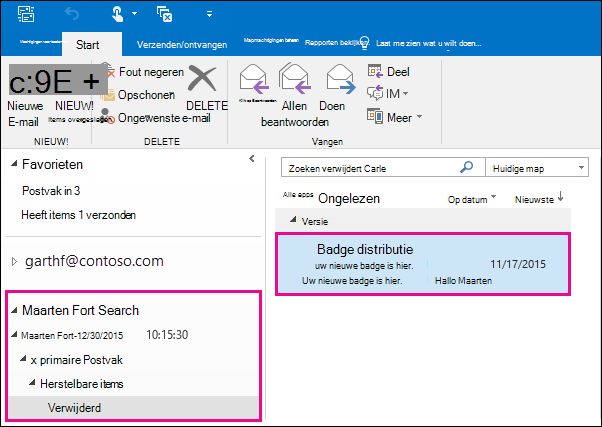 Start
Verzenden/ontvangen
Rapporten bekijken.
Laat me zien wat u wilt doen...
c:9E +
Nieuwe
E-mail
NIEUW!
Items overgeslagen
NIEUW!
Fout negeren
Opschonen
Ongewenste e-mail
DELETE
DELETE
Allen
beantwoorden
Doen
Deel
IM
Meer
Vangen
Favorieten
Postvak in 3
Heeft items 1 verzonden
garthf@contoso.com
Maarten Fort Search
Maarten Fort-12/30/2015 10:15:30
x primaire Postvak
Herstelbare items
Verwijderd
Zoeken verwijdert Carle
Huidige map
Alle apps Ongelezen
Op datum
Nieuwste
Versie
Badge distributie
uw nieuwe badge is hier. 11/17/2015
Uw nieuwe badge is hier. Hallo Maarten